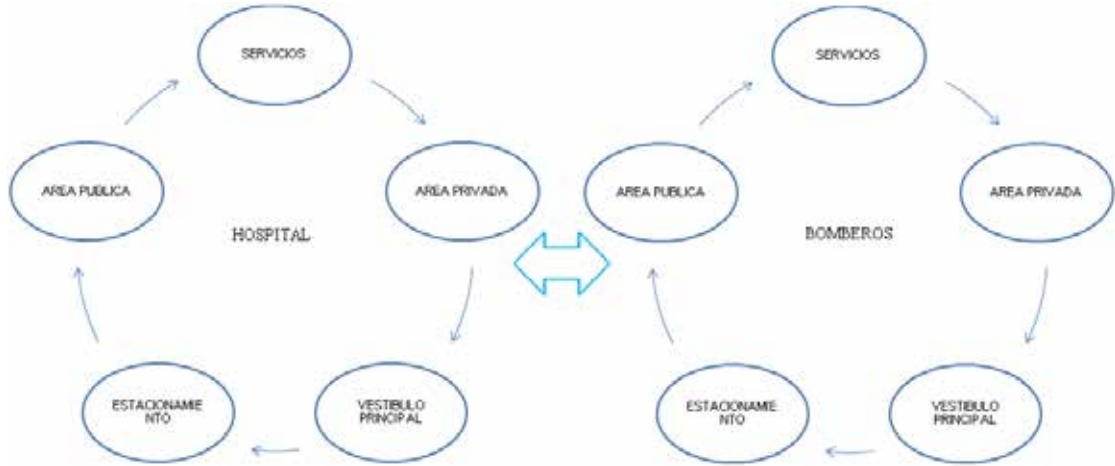 SERVICIOS
AREA PUBLICA
AREA PRIVADA
HOSPITAL
ESTACIONAMIE
NTO
VESTIBULO
PRINCIPAL
SERVICIOS
AREA PUBLICA
AREA PRIVADA
BOMBEROS
ESTACIONAMIE
NTO
VESTIBULO
PRINCIPAL